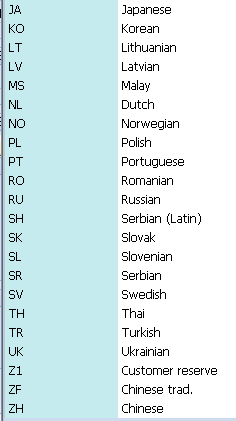 JA Japanese
KO Korean
LT Lithuanian
LV Latvian
MS Malay
NL Dutch
NO Norwegian
PL Polish
PT Portuguese
RO Romanian
RU Russian
SH Serbian (Latin)
SK Slovak
SL Slovenian
SR Serbian
SV Swedish
TH Thai
TR Turkish
UK Ukrainian
Z1 Customer reserve
ZF Chinese trad.
ZH Chinese